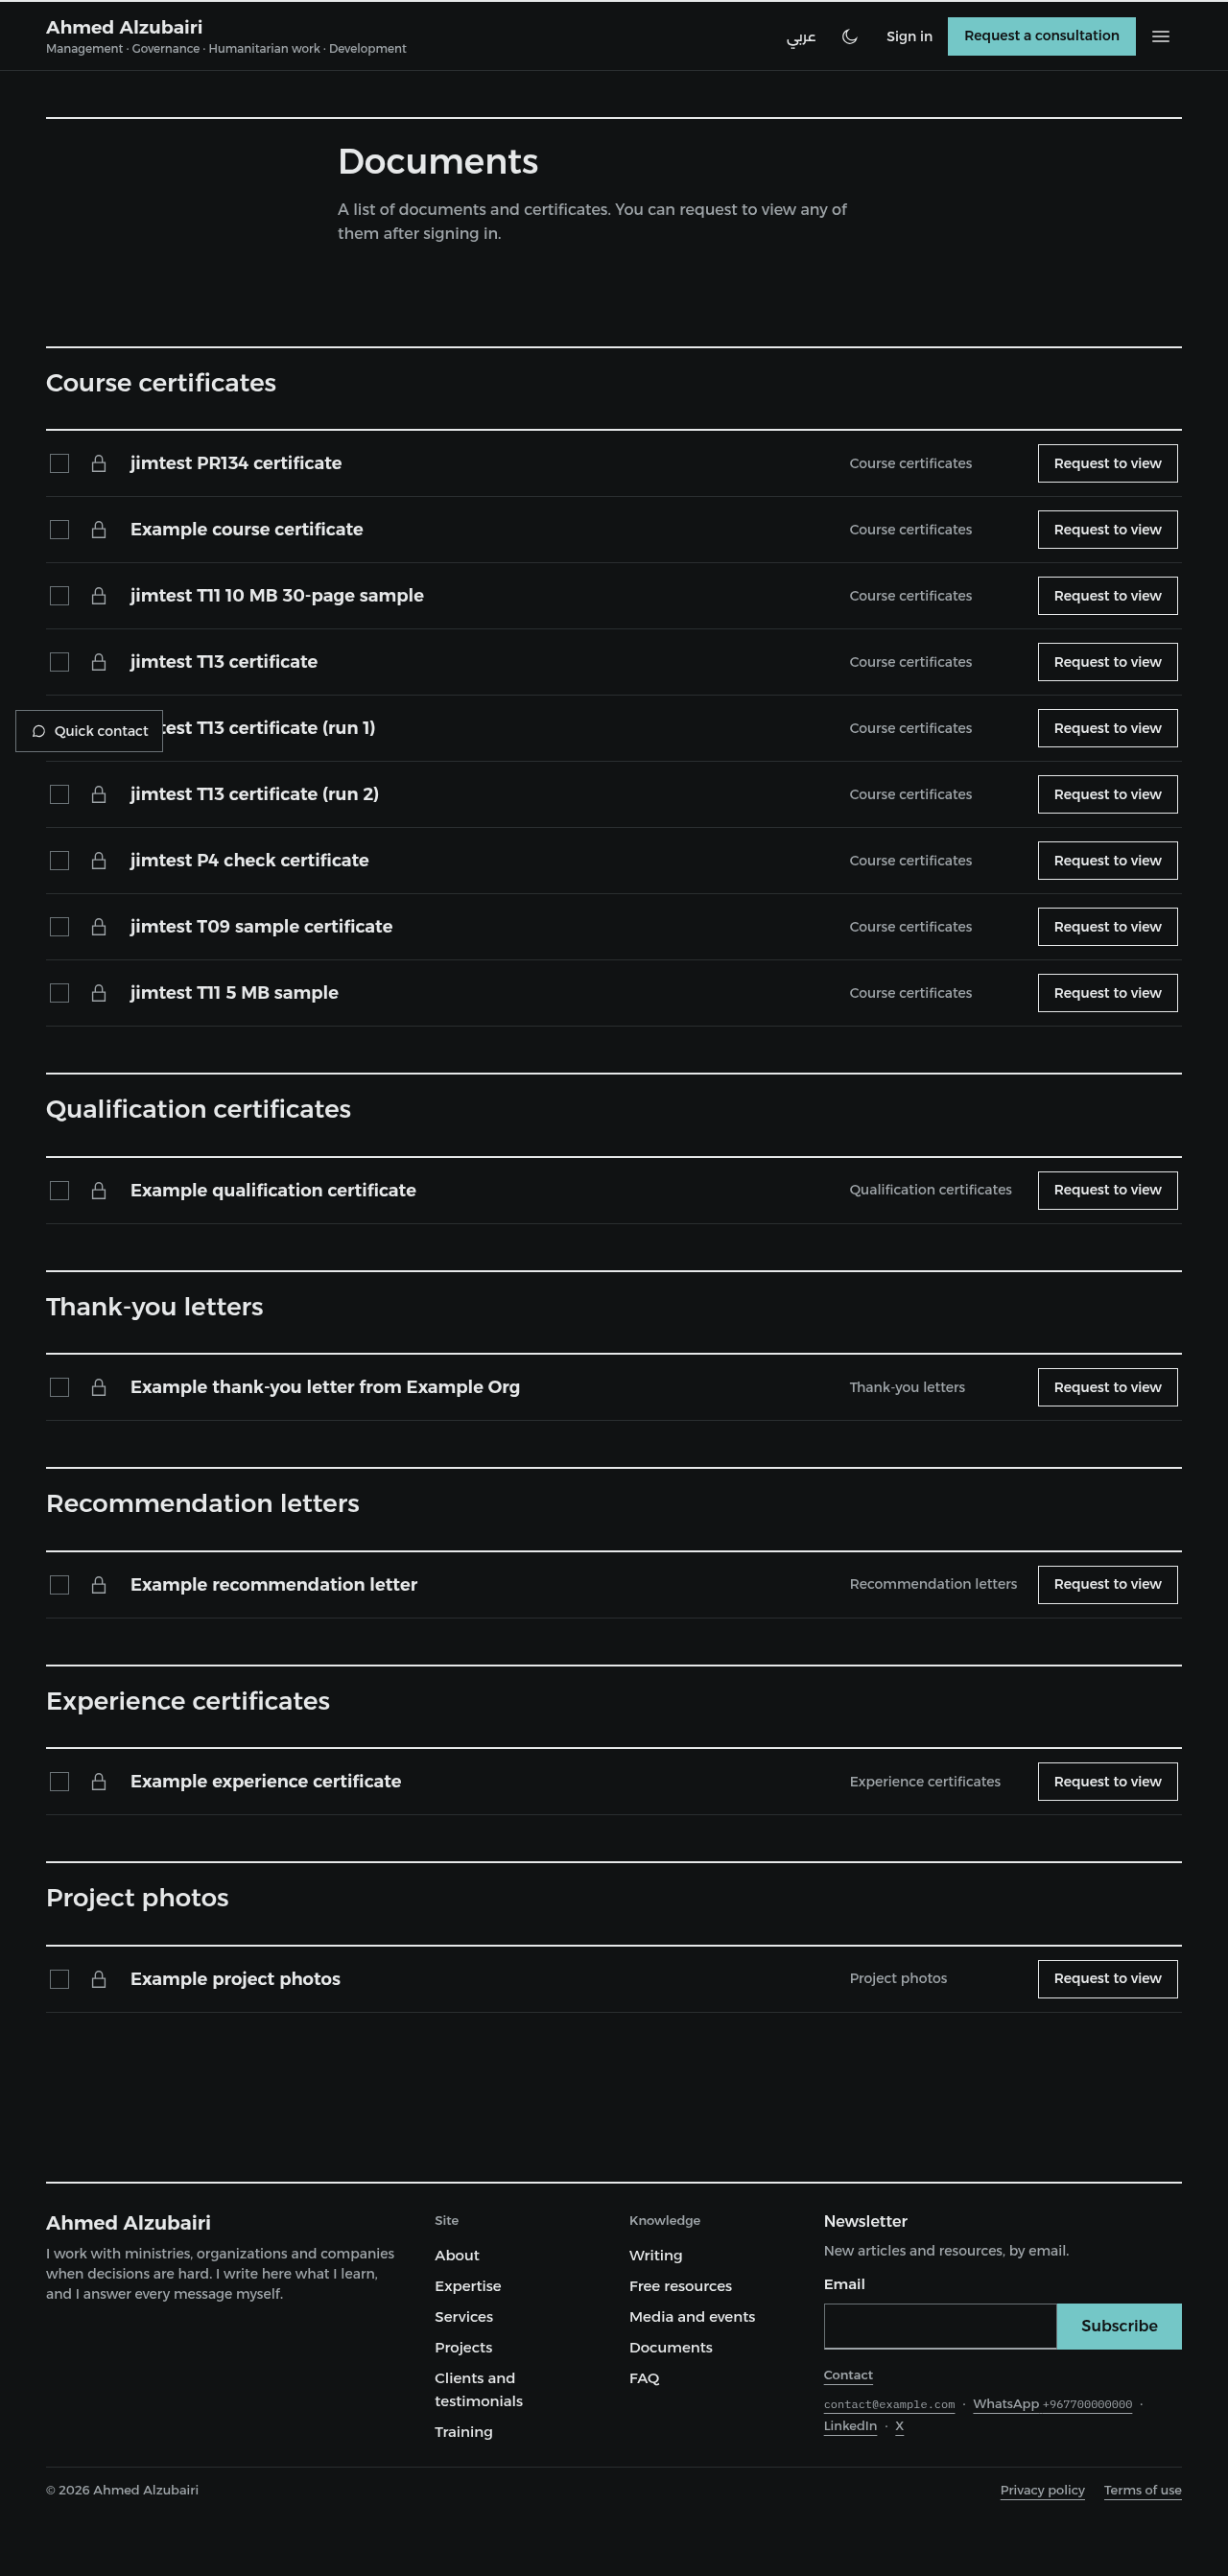 Ahmed Alzubairi
Management · Governance · Humanitarian work · Development
عربي
Sign in
Request a consultation
Documents
A list of documents and certificates. You can request to view any of
them after signing in.
Course certificates
jimtest PR134 certificate
Course certificates
Request to view
Example course certificate
Course certificates
Request to view
jimtest T11 10 MB 30-page sample
Course certificates
Request to view
jimtest T13 certificate
Course certificates
Request to view
Quick contact
test T13 certificate (run 1)
Course certificates
Request to view
jimtest T13 certificate (run 2)
Course certificates
Request to view
jimtest P4 check certificate
Course certificates
Request to view
jimtest T09 sample certificate
Course certificates
Request to view
jimtest T11 5 MB sample
Course certificates
Request to view
Qualification certificates
Example qualification certificate
Qualification certificates
Request to view
Thank-you letters
Example thank-you letter from Example Org
Thank-you letters
Request to view
Recommendation letters
Example recommendation letter
Recommendation letters
Request to view
Experience certificates
Example experience certificate
Experience certificates
Request to view
Project photos
Example project photos
Project photos
Request to view
Ahmed Alzubairi
I work with ministries, organizations and companies
when decisions are hard. I write here what I learn,
and I answer every message myself.
Site
About
Expertise
Services
Projects
Clients and
testimonials
Training
Knowledge
Writing
Free resources
Media and events
Documents
FAQ
Newsletter
New articles and resources, by email.
Email
Subscribe
Contact
contact@example.com · WhatsApp +967700000000 ·
LinkedIn · X
© 2026 Ahmed Alzubairi
Privacy policy
Terms of use